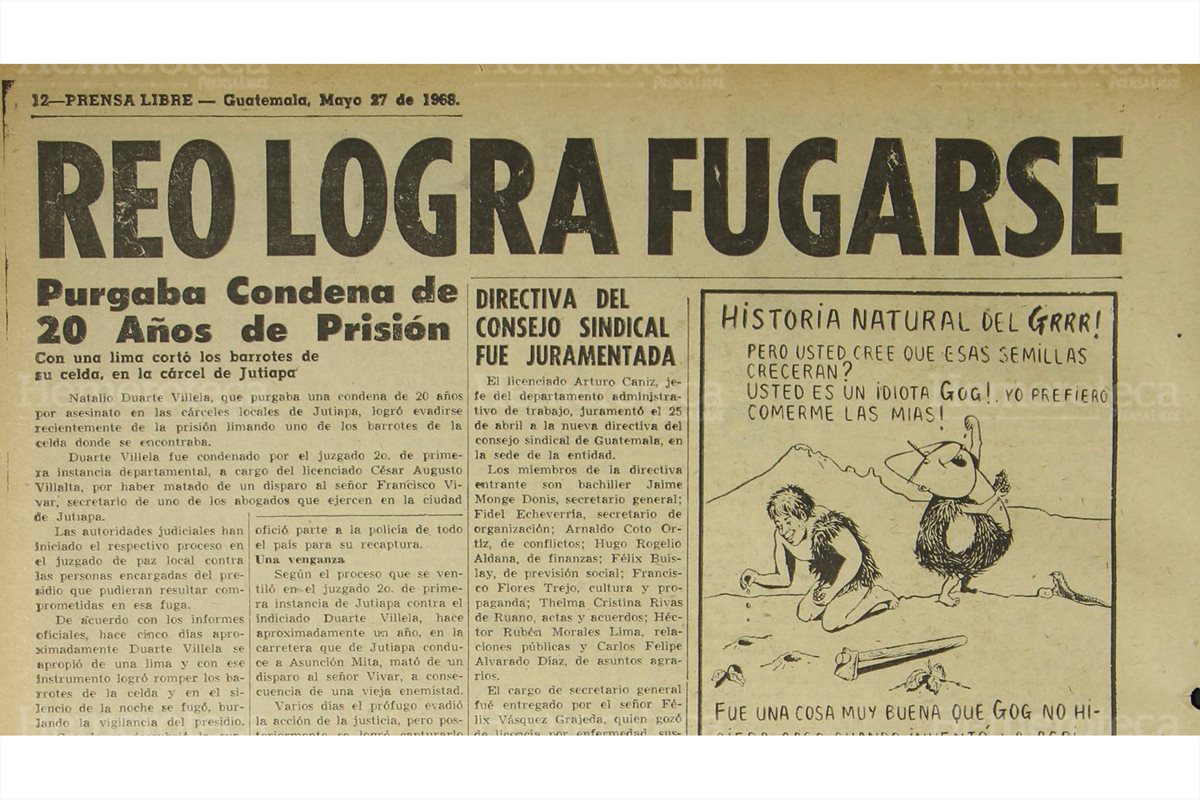 Hemeroteca
PrensaLibre
12—PRENSA LIBRE — Guatemala, Mayo 27 de 1968.
REO LOGRA FUGARSE
Purgaba Condena de
20 Años de Prisión
Con una lima cortó los barrotes de
su celda, en la cárcel de Jutiapa
Natalio Duarte Villela, que purgaba una condena de 20 años
por asesinato en las cárceles locales de Jutiapa, logró evadirse
recientemente de la prisión limando uno de los barrotes de la
celda donde se encontraba.
Duarte Villela fue condenado por el juzgado 2o. de prime-
ra instancia departamental, a cargo del licenciado César Augusto
Villalta, por haber matado de un disparo al señor Francisco Vi-
var, secretario de uno de los abogados que ejercen en la ciudad
de Jutiapa.
Las autoridades judiciales han
iniciado el respectivo proceso en
el juzgado de paz local contra
las personas encargadas del pre-
sidio que pudieran resultar com-
prometidas en esa fuga.
De acuerdo con los informes
oficiales, hace cinco días apro-
ximadamente Duarte Villela se
apropió de una lima y con ese
instrumento logró romper los ba-
rrotes de la celda y en el si-
lencio de la noche se fugó, bur-
lando la vigilancia del presidio.
ofició parte a la policía de todo
el país para su recaptura.
Una venganza
Según el proceso que se ven-
tiló en el juzgado 2o. de pri-
mera instancia de Jutiapa contra el
indiciado Duarte Villela, hace
aproximadamente un año, en la
carretera que de Jutiapa condu-
ce a Asunción Mita, mató de un
disparo al señor Vivar, a conse-
cuencia de una vieja enemistad.
Varios días el prófugo evadió
la acción de la justicia, pero pos-
teriormente se logró capturarlo
DIRECTIVA DEL
CONSEJO SINDICAL
FUE JURAMENTADA
El licenciado Arturo Caniz, je-
fe del departamento administra-
tivo de trabajo, juramentó el 25
de abril a la nueva directiva del
consejo sindical de Guatemala, en
la sede de la entidad.
Los miembros de la directiva
entrante son bachiller Jaime
Monge Donis, secretario general;
Fidel Echeverría, secretario de
organización; Arnaldo Coto Or-
tiz, de conflictos; Hugo Rogelio
Aldana, de finanzas; Félix Buis-
lay, de previsión social; Francis-
co Flores Trejo, cultura y pro-
paganda; Thelma Cristina Rivas
de Ruano, actas y acuerdos; Héc-
tor Rubén Morales Lima, rela-
ciones públicas y Carlos Felipe
Alvarado Díaz, de asuntos agra-
rios.
El cargo de secretario general
fue entregado por el señor Fé-
lix Vásquez Grajeda, quien gozó
de licencia por enfermedad, sus-
HISTORIA NATURAL DEL GRRR!
PERO USTED CREE QUE ESAS SEMILLAS
CRECERAN?
USTED ES UN IDIOTA GOG! YO PREFIERO
COMERME LAS MIAS!
FUE UNA COSA MUY BUENA QUE GOG NO HI-